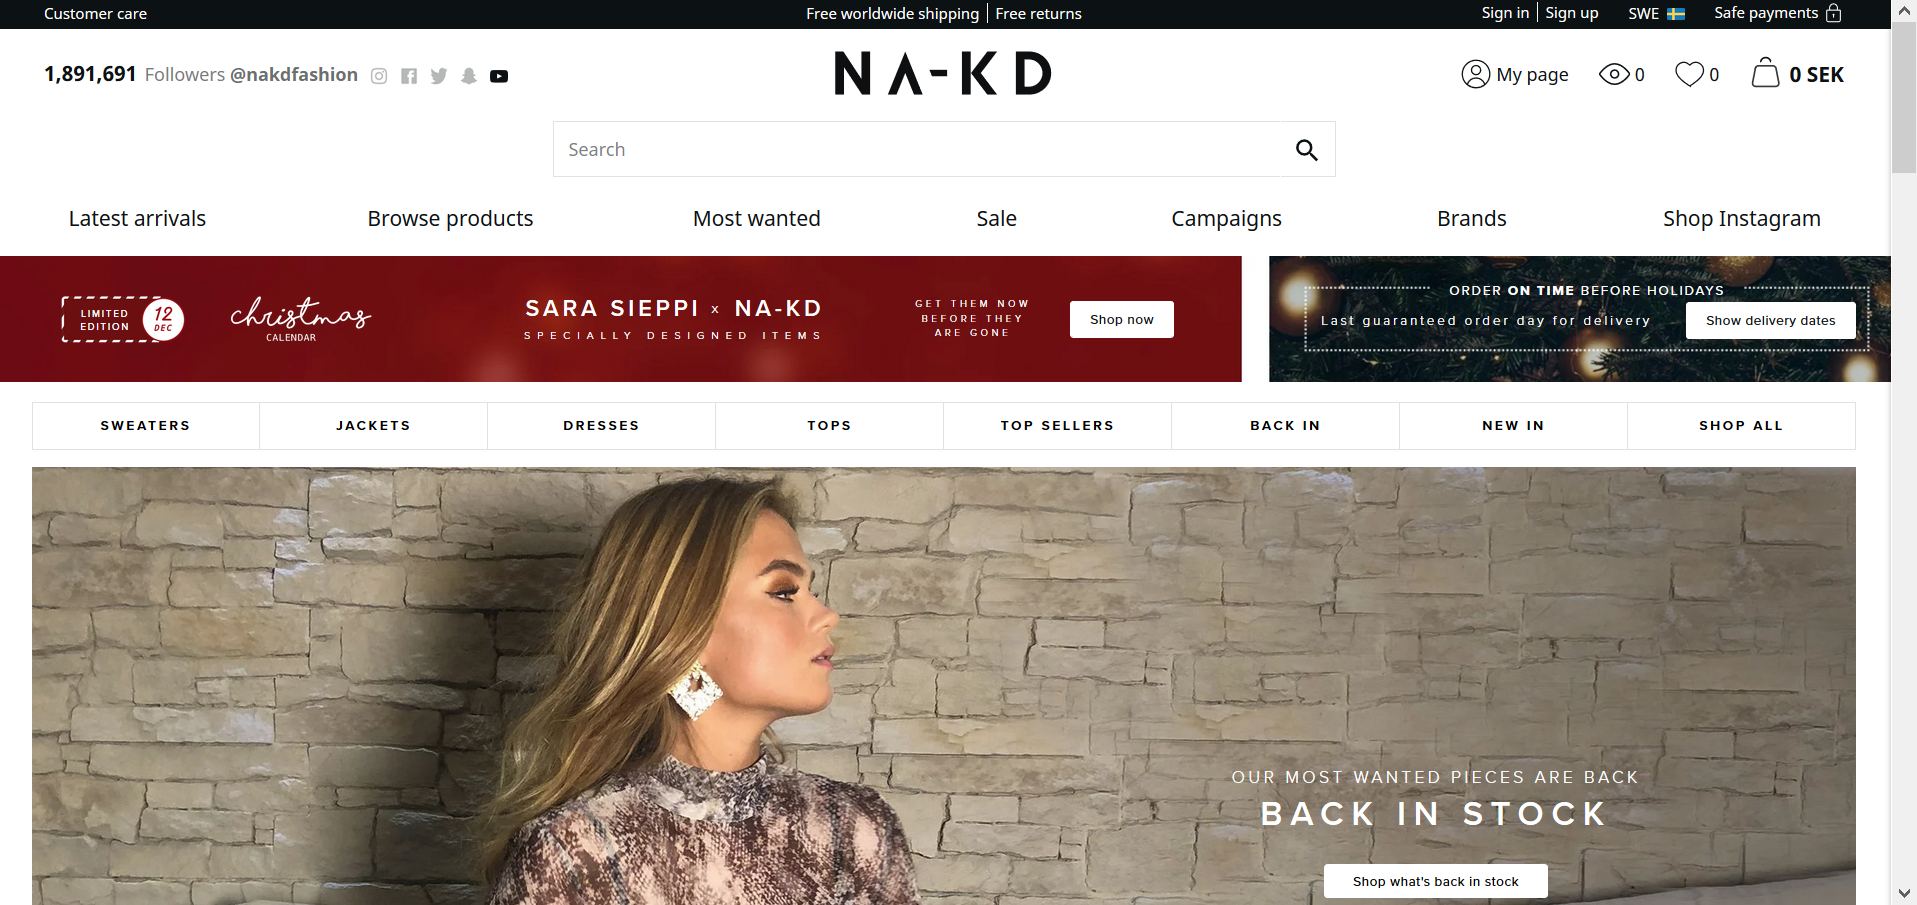 Customer care
Free worldwide shipping | Free returns
Sign in | Sign up
SWE
Safe payments
1,891,691 Followers @nakdfashion
NA-KD
My page
0
0
0 SEK
Search
Latest arrivals
Browse products
Most wanted
Sale
Campaigns
Brands
Shop Instagram
LIMITED
EDITION
12
DEC
christmas
CALENDAR
SARA SIEPPI x NA-KD
SPECIALLY DESIGNED ITEMS
GET THEM NOW
BEFORE THEY
ARE GONE
Shop now
ORDER ON TIME BEFORE HOLIDAYS
Last guaranteed order day for delivery
Show delivery dates
SWEATERS
JACKETS
DRESSES
TOPS
TOP SELLERS
BACK IN
NEW IN
SHOP ALL
OUR MOST WANTED PIECES ARE BACK
BACK IN STOCK
Shop what's back in stock